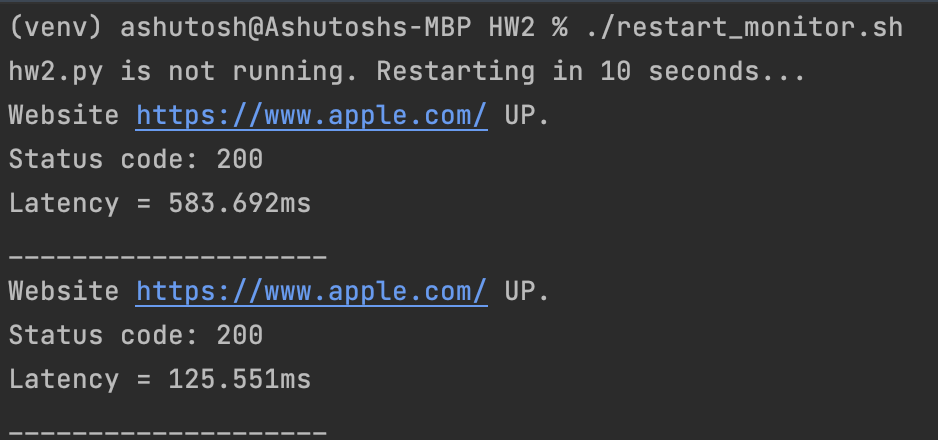 (venv) ashutosh@Ashutoshs-MBP HW2 % ./restart_monitor.sh
hw2.py is not running. Restarting in 10 seconds...
Website https://www.apple.com/ UP.
Status code: 200
Latency = 583.692ms
____________________
Website https://www.apple.com/ UP.
Status code: 200
Latency = 125.551ms
____________________